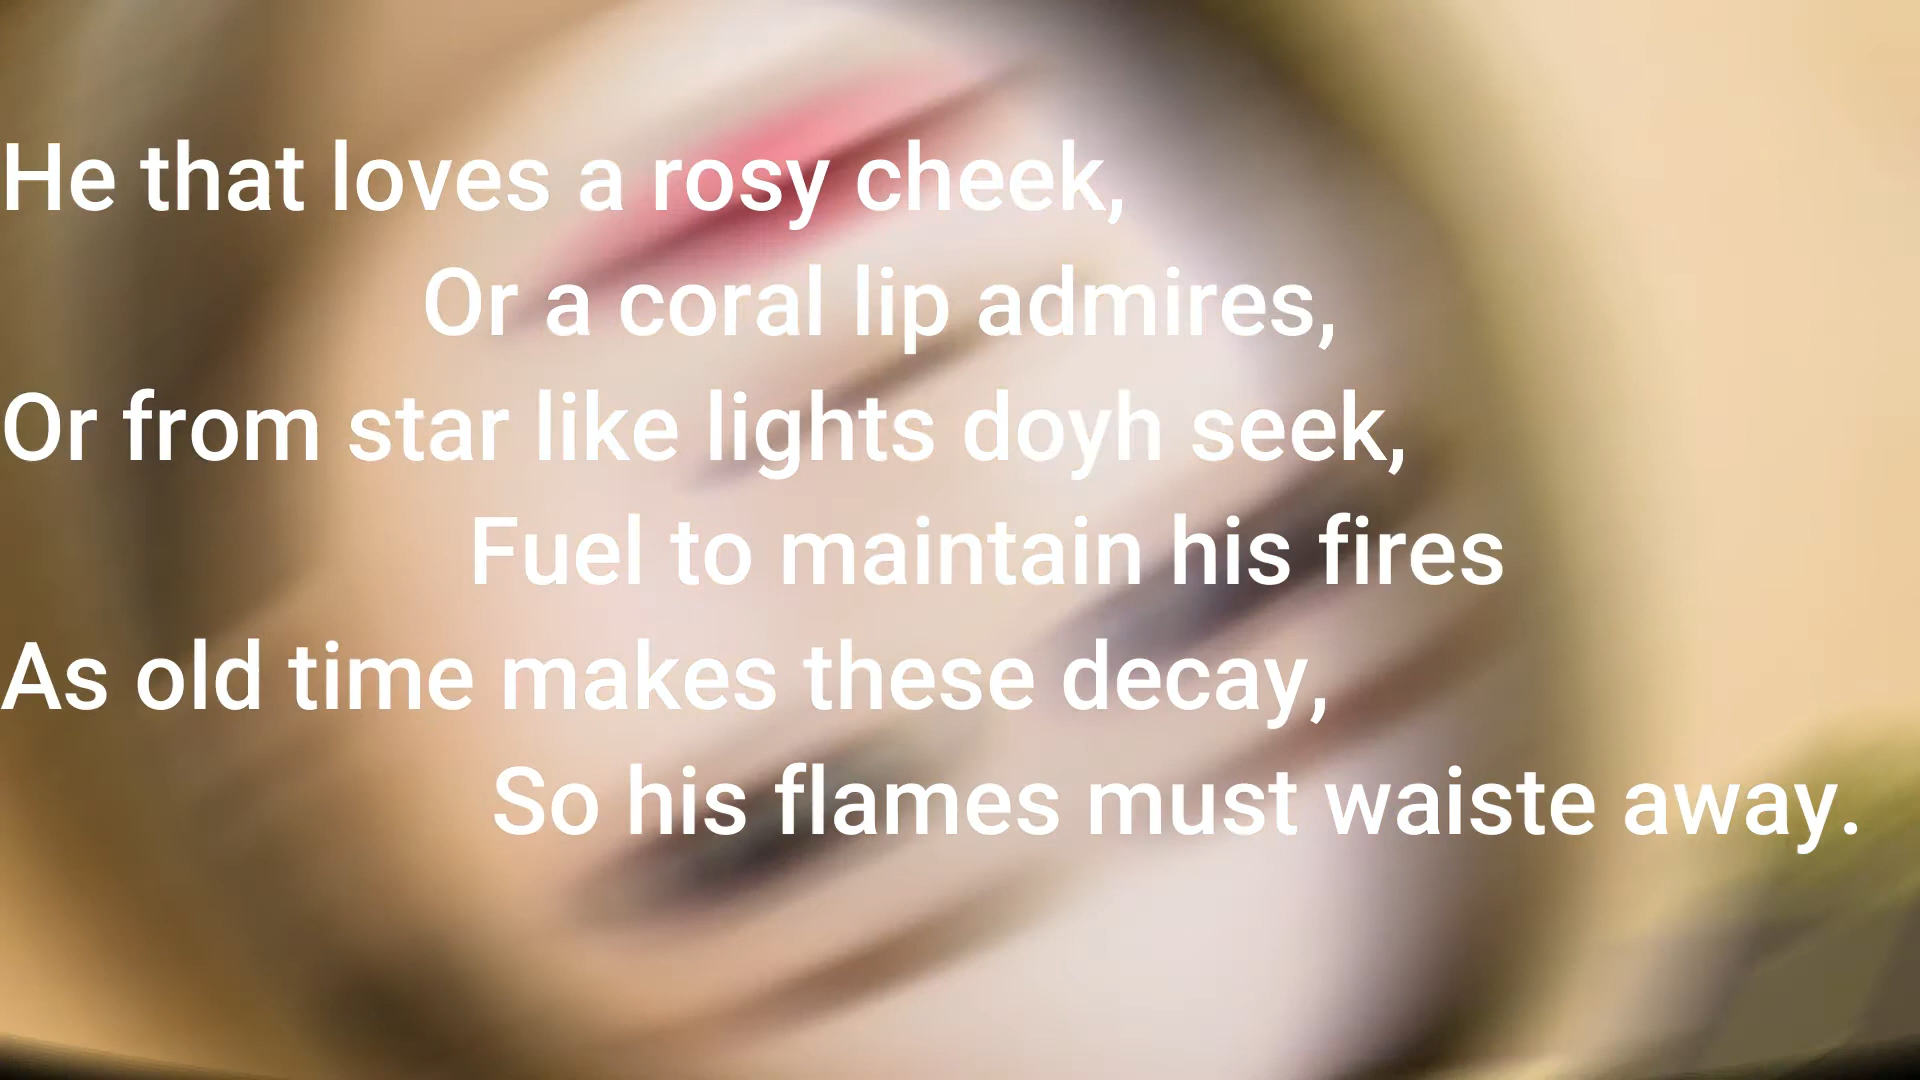 He that loves a rosy cheek,
Or a coral lip admires,
Or from star like lights doyh seek,
Fuel to maintain his fires
As old time makes these decay,
So his flames must waiste away.